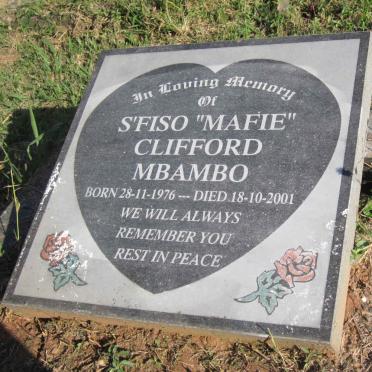 In Loving Memory
Of
S'FISO "MAFIE"
CLIFFORD
MBAMBO
BORN 28-11-1976 --- DIED 18-10-2001
WE WILL ALWAYS
REMEMBER YOU
REST IN PEACE